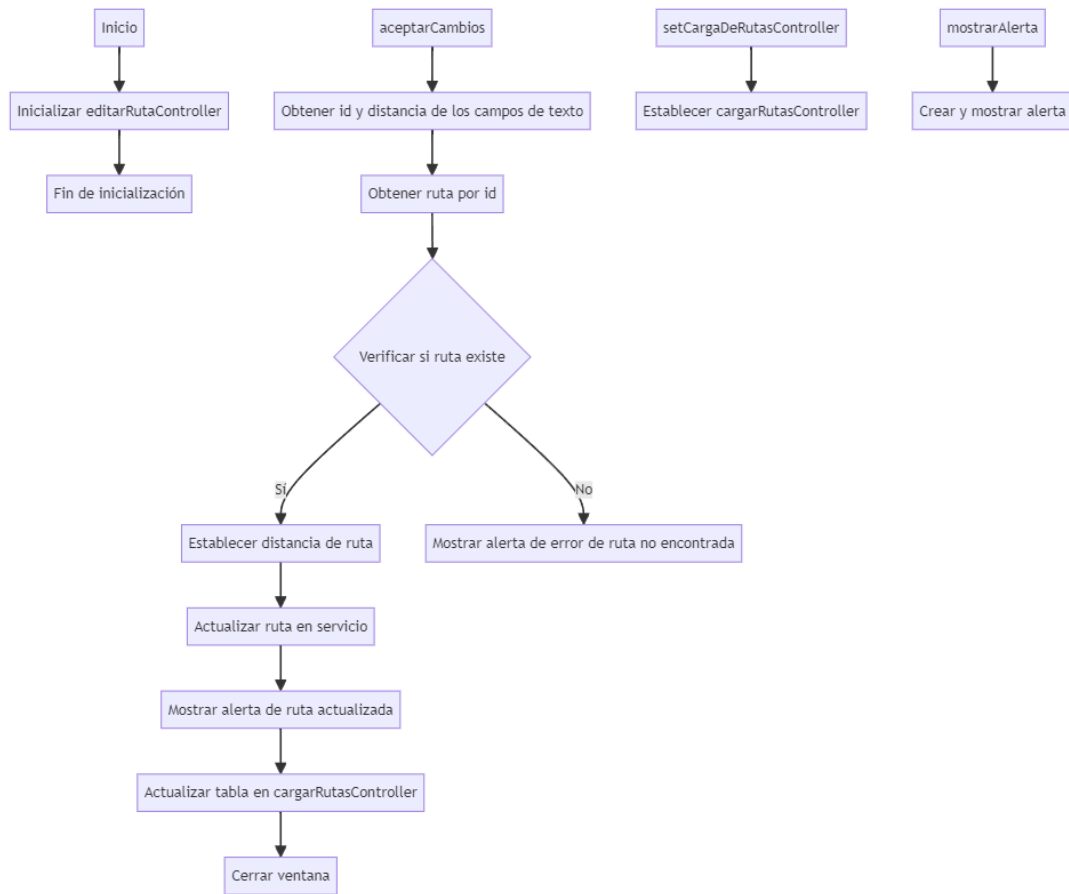 Inicio
aceptarCambios
setCargaDeRutasController
mostrarAlerta
Inicializar editarRutaController
Obtener id y distancia de los campos de texto
Establecer cargarRutasController
Crear y mostrar alerta
Fin de inicialización
Obtener ruta por id
Verificar si ruta existe
Sí
No
Establecer distancia de ruta
Mostrar alerta de error de ruta no encontrada
Actualizar ruta en servicio
Mostrar alerta de ruta actualizada
Actualizar tabla en cargarRutasController
Cerrar ventana